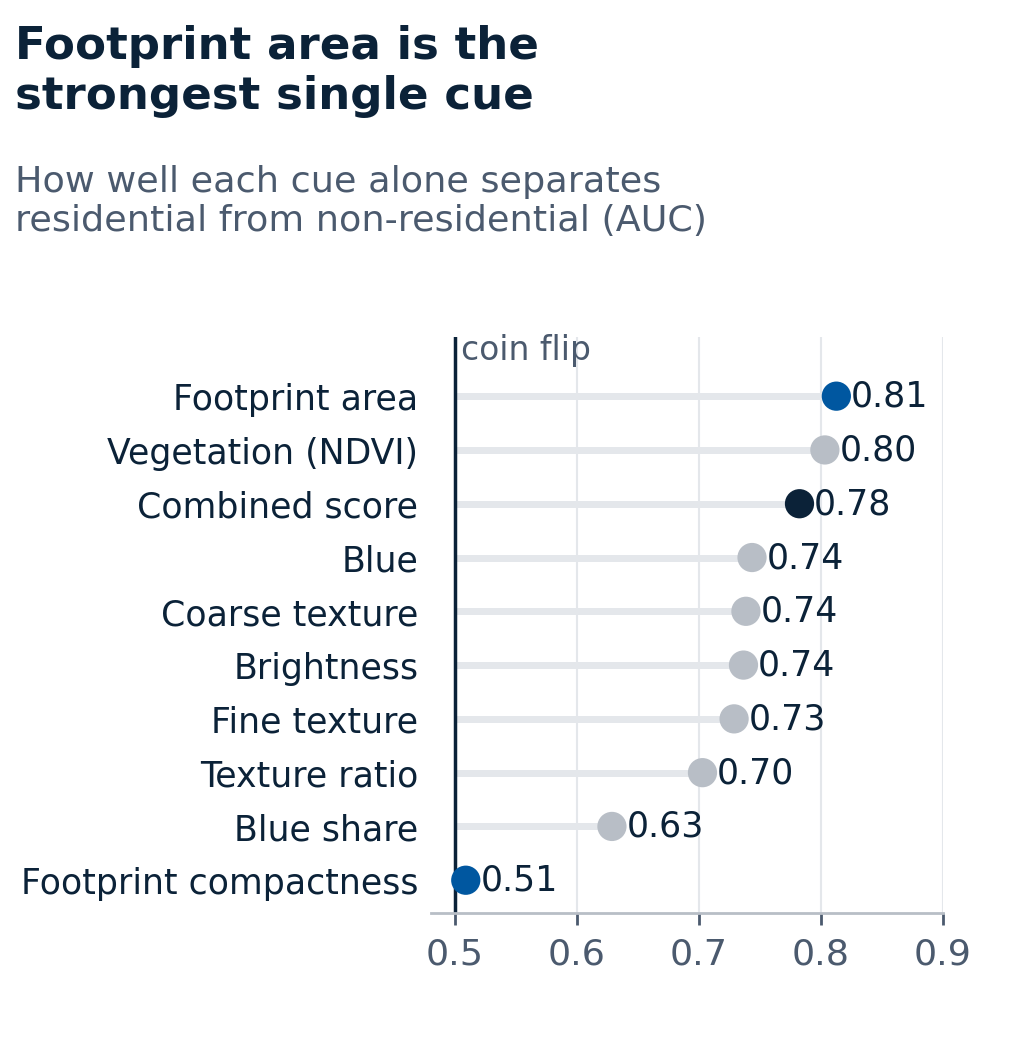 Footprint area is the
strongest single cue
How well each cue alone separates
residential from non-residential (AUC)
coin flip
Footprint area 0.81
Vegetation (NDVI) 0.80
Combined score 0.78
Blue 0.74
Coarse texture 0.74
Brightness 0.74
Fine texture 0.73
Texture ratio 0.70
Blue share 0.63
Footprint compactness 0.51
0.5 0.6 0.7 0.8 0.9